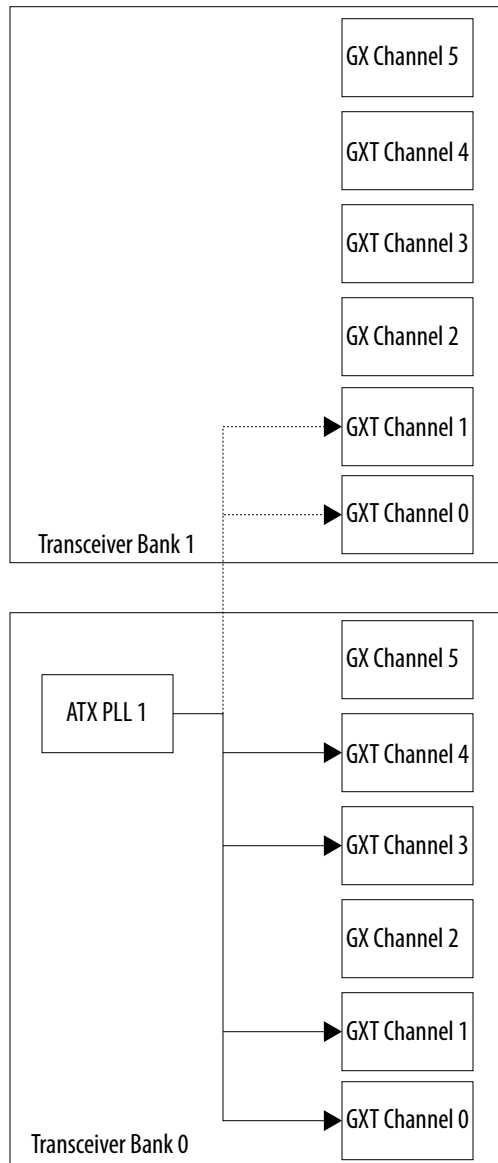 GX Channel 5
GXT Channel 4
GXT Channel 3
GX Channel 2
GXT Channel 1
GXT Channel 0
Transceiver Bank 1
GX Channel 5
ATX PLL 1
GXT Channel 4
GXT Channel 3
GX Channel 2
GXT Channel 1
GXT Channel 0
Transceiver Bank 0